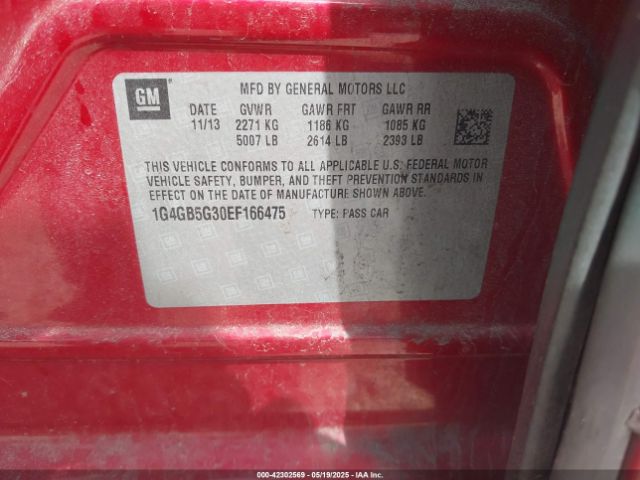 GM
MFD BY GENERAL MOTORS LLC
DATE GVWR GAWR FRT GAWR RR
11/13 2271 KG 1186 KG 1085 KG
5007 LB 2614 LB 2393 LB
THIS VEHICLE CONFORMS TO ALL APPLICABLE U.S. FEDERAL MOTOR
VEHICLE SAFETY, BUMPER, AND THEFT PREVENTION STANDARDS IN
EFFECT ON THE DATE OF MANUFACTURE SHOWN ABOVE.
1G4GB5G30EF166475 TYPE: PASS CAR
000-42302569 - 05/19/2025 - IAAI.COM